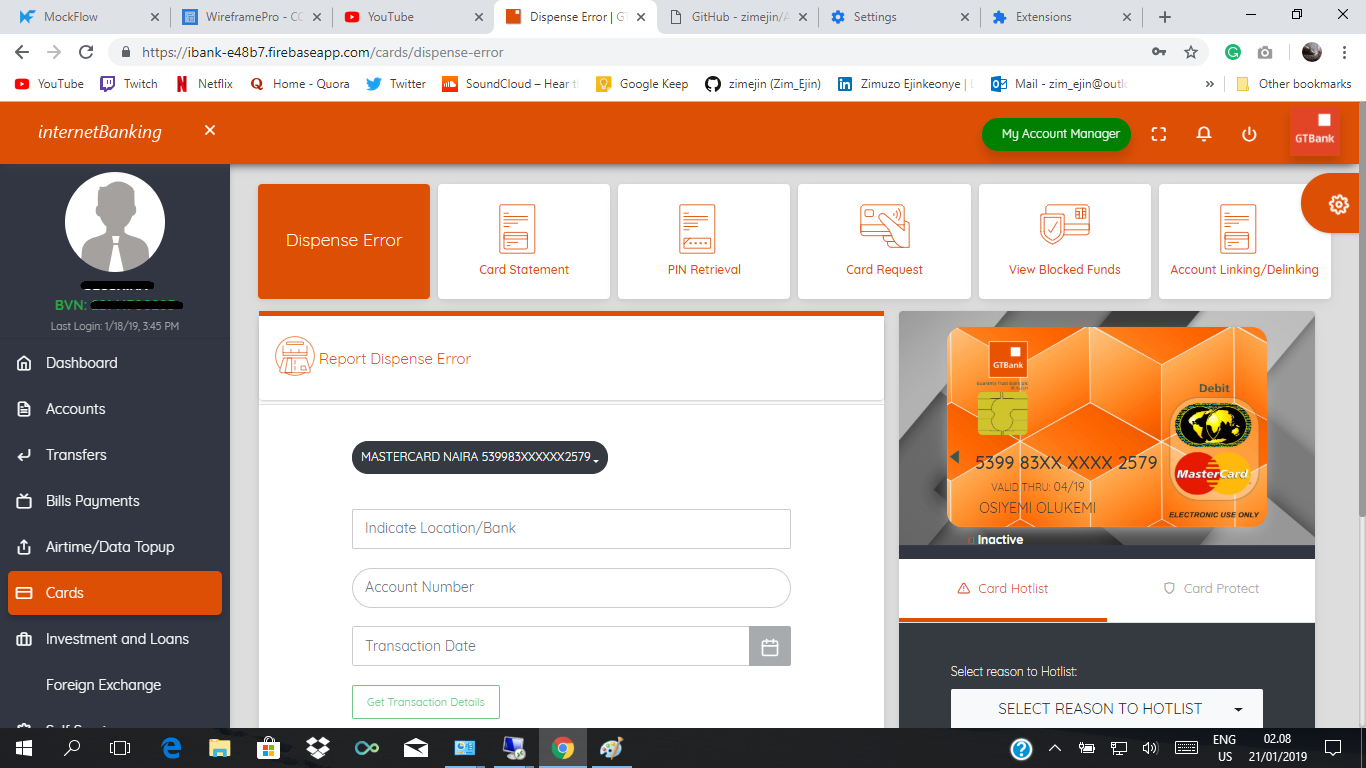 MockFlow
WireframePro - CC
YouTube
Dispense Error | G
GitHub - zimejin/A
Settings
Extensions
https://ibank-e48b7.firebaseapp.com/cards/dispense-error
YouTube
Twitch
Netflix
Home - Quora
Twitter
SoundCloud – Hear t
Google Keep
zimejin (Zim_Ejin)
Zimuzo Ejinkeonye |
Mail - zim_ejin@outl
Other bookmarks
internetBanking
My Account Manager
GTBank
BVN:
Last Login: 1/18/19, 3:45 PM
Dashboard
Accounts
Transfers
Bills Payments
Airtime/Data Topup
Cards
Investment and Loans
Foreign Exchange
Dispense Error
Card Statement
PIN Retrieval
Card Request
View Blocked Funds
Account Linking/Delinking
Report Dispense Error
MASTERCARD NAIRA 539983XXXXXX2579
Indicate Location/Bank
Account Number
Transaction Date
Get Transaction Details
GTBank
Debit
5399 83XX XXXX 2579
VALID THRU: 04/19
OSIYEMI OLUKEMI
MasterCard
ELECTRONIC USE ONLY
Inactive
Card Hotlist
Card Protect
Select reason to Hotlist:
SELECT REASON TO HOTLIST
ENG
US
02.08
21/01/2019